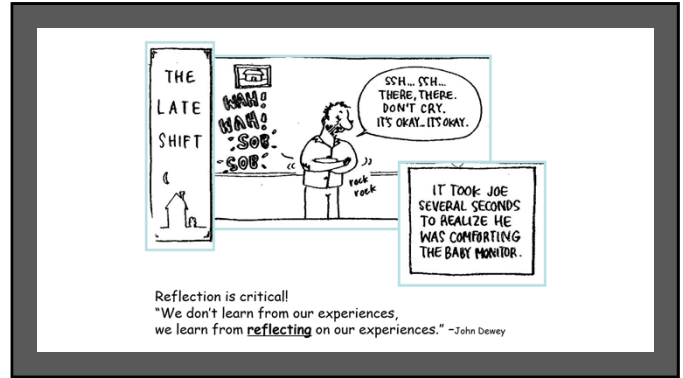 THE
LATE
SHIFT
WAH!
WAH!
SOB
SOB
SSH... SSH...
THERE, THERE.
DON'T CRY.
IT'S OKAY.. IT'S OKAY.
rock
rock
IT TOOK JOE
SEVERAL SECONDS
TO REALIZE HE
WAS COMFORTING
THE BABY MONITOR.
Reflection is critical!
“We don’t learn from our experiences,
we learn from reflecting on our experiences.” –John Dewey